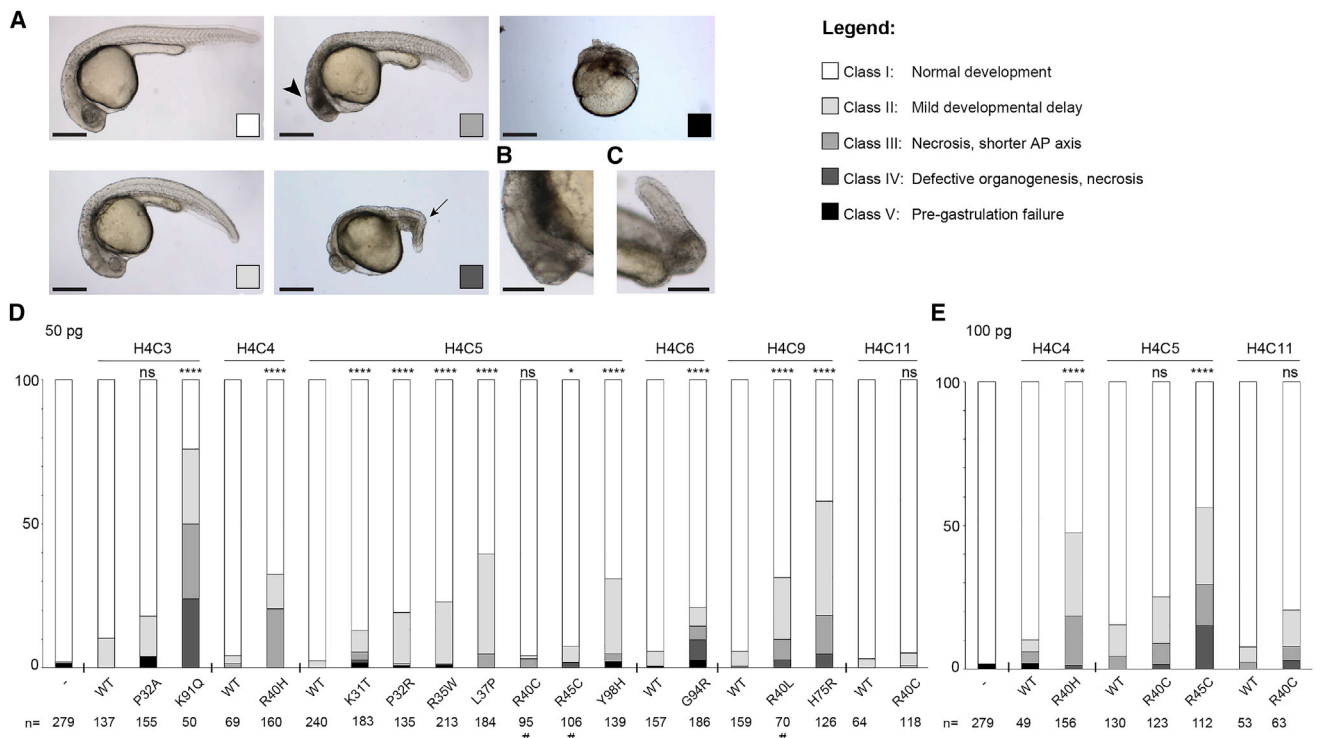 A
B
C
Legend:
Class I: Normal development
Class II: Mild developmental delay
Class III: Necrosis, shorter AP axis
Class IV: Defective organogenesis, necrosis
Class V: Pre-gastrulation failure
D
50 pg
H4C3 H4C4 H4C5 H4C6 H4C9 H4C11
ns **** **** **** **** **** **** ns * **** **** **** **** ns
100
50
0
- WT P32A K91Q WT R40H WT K31T P32R R35W L37P R40C R45C Y98H WT G94R WT R40L H75R WT R40C
n= 279 137 155 50 69 160 240 183 135 213 184 95 106 139 157 186 159 70 126 64 118
# # #
E
100 pg
H4C4 H4C5 H4C11
**** ns **** ns
100
50
0
- WT R40H WT R40C R45C WT R40C
n= 279 49 156 130 123 112 53 63